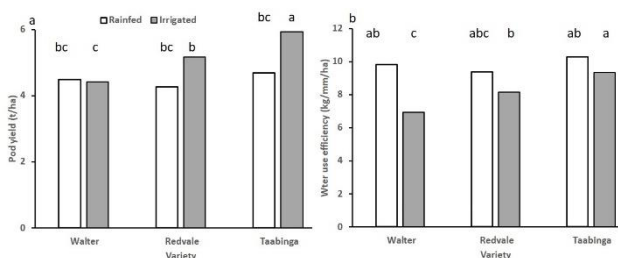 a
Rainfed Irrigated
bc c bc b bc a
6
4
2
0
Pod yield (t/ha)
Walter Redvale Taabinga
Variety
b
ab c abc b ab a
12
10
8
6
4
2
0
Wter use efficiency (kg/mm/ha)
Walter Redvale Taabinga
Variety